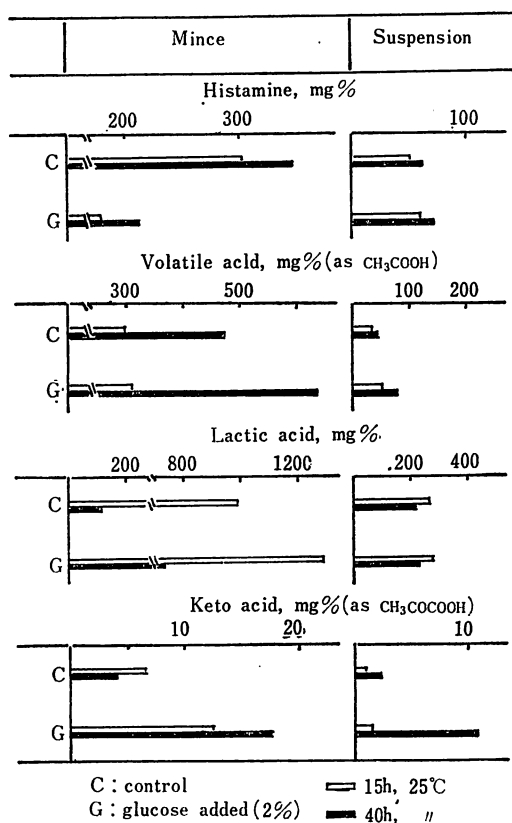 Mince Suspension
Histamine, mg%
200 300 100
C
G
Volatile acid, mg%(as CH₃COOH)
300 500 100 200
C
G
Lactic acid, mg%
200 800 1200 200 400
C
G
Keto acid, mg%(as CH₃COCOOH)
10 20 10
C
G
C : control 15h, 25℃
G : glucose added (2%) 40h, 〃